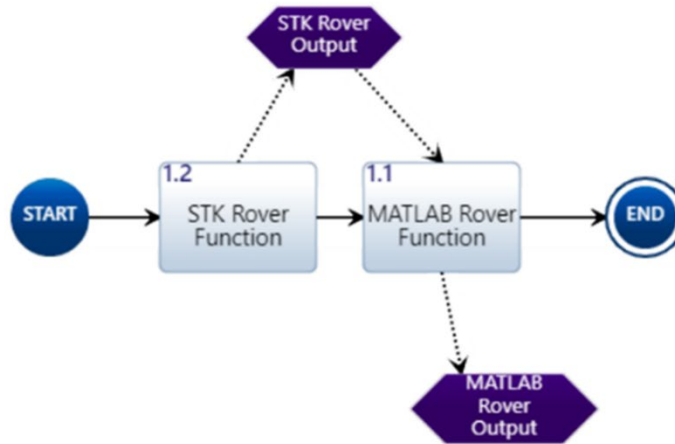 STK Rover
Output
1.2
STK Rover
Function
1.1
MATLAB Rover
Function
START
END
MATLAB
Rover
Output